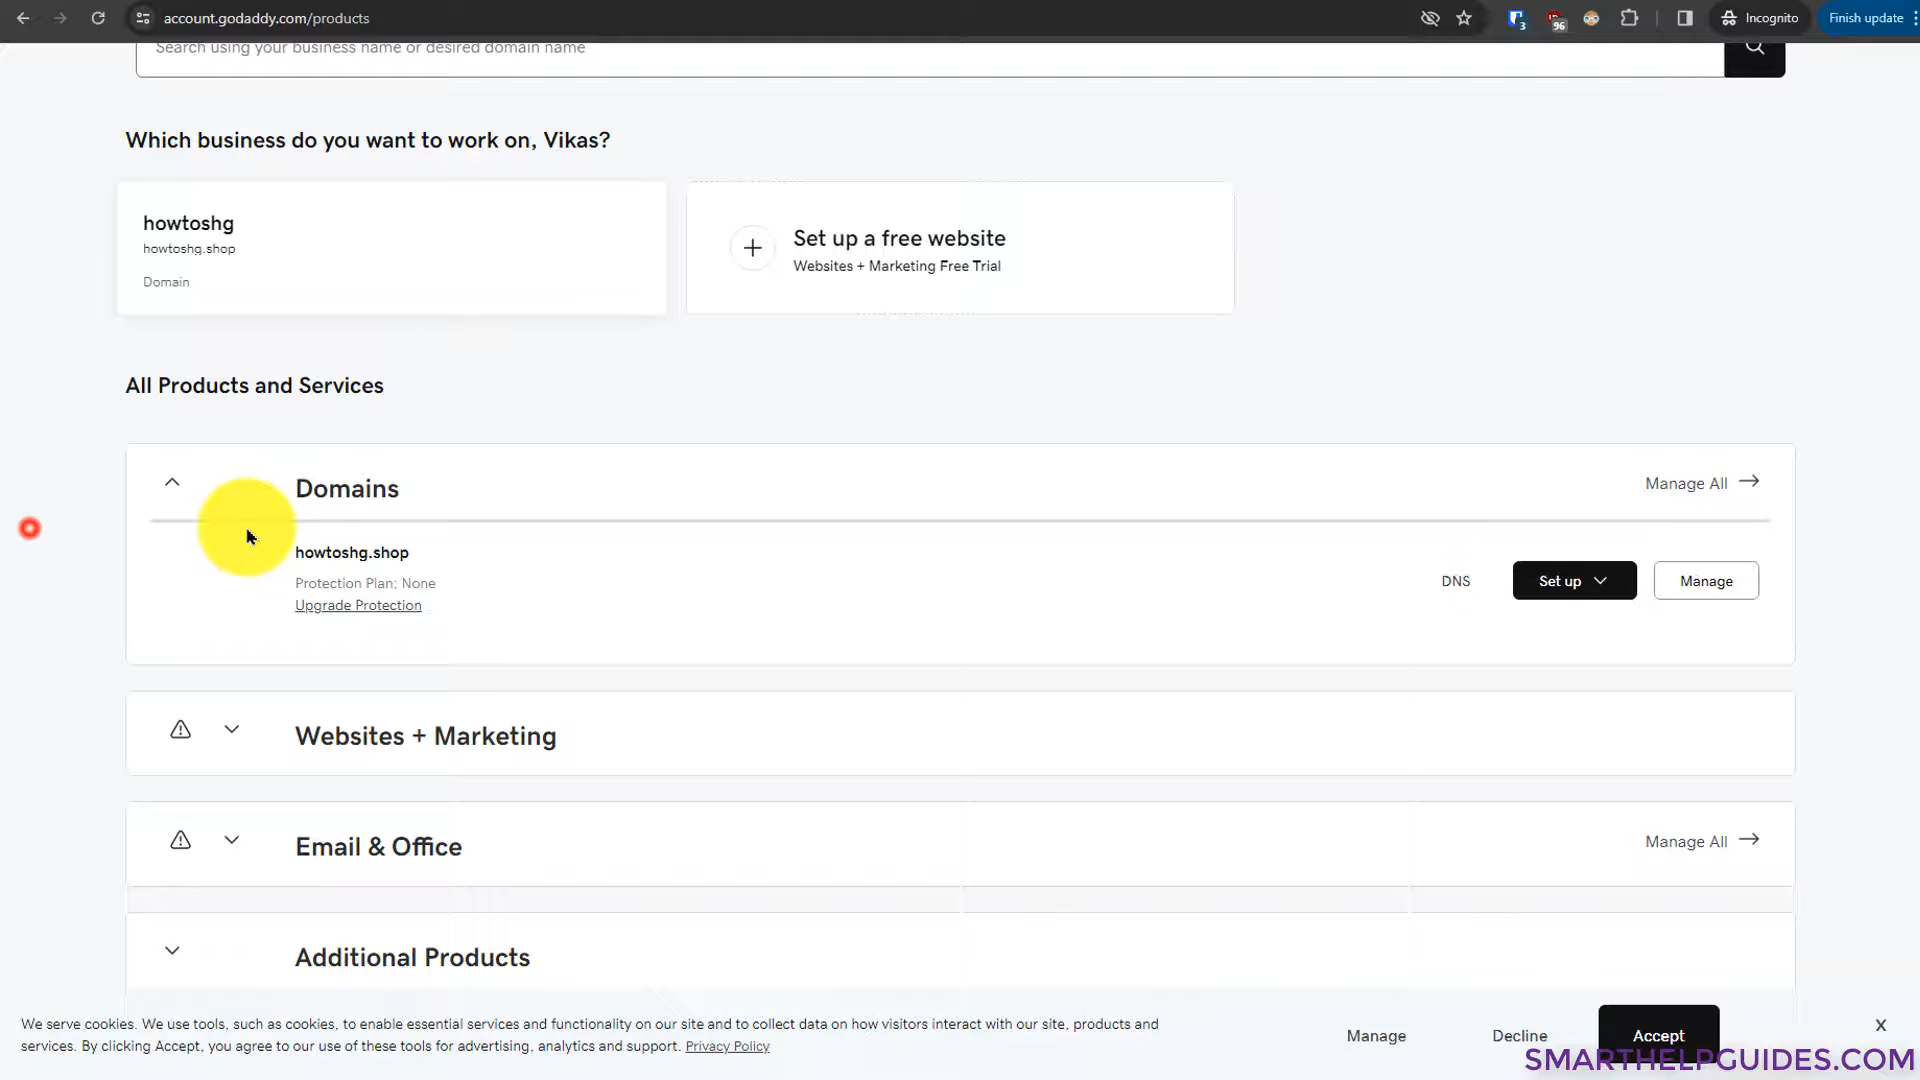 account.godaddy.com/products
3
96
Incognito
Finish update
Search using your business name or desired domain name
Which business do you want to work on, Vikas?
howtoshg
howtoshg.shop
Domain
Set up a free website
Websites + Marketing Free Trial
All Products and Services
Domains
Manage All
howtoshg.shop
Protection Plan: None
Upgrade Protection
DNS
Set up
Manage
Websites + Marketing
Email & Office
Manage All
Additional Products
We serve cookies. We use tools, such as cookies, to enable essential services and functionality on our site and to collect data on how visitors interact with our site, products and
services. By clicking Accept, you agree to our use of these tools for advertising, analytics and support. Privacy Policy
Manage
Decline
Accept
X
SMARTHELPGUIDES.COM